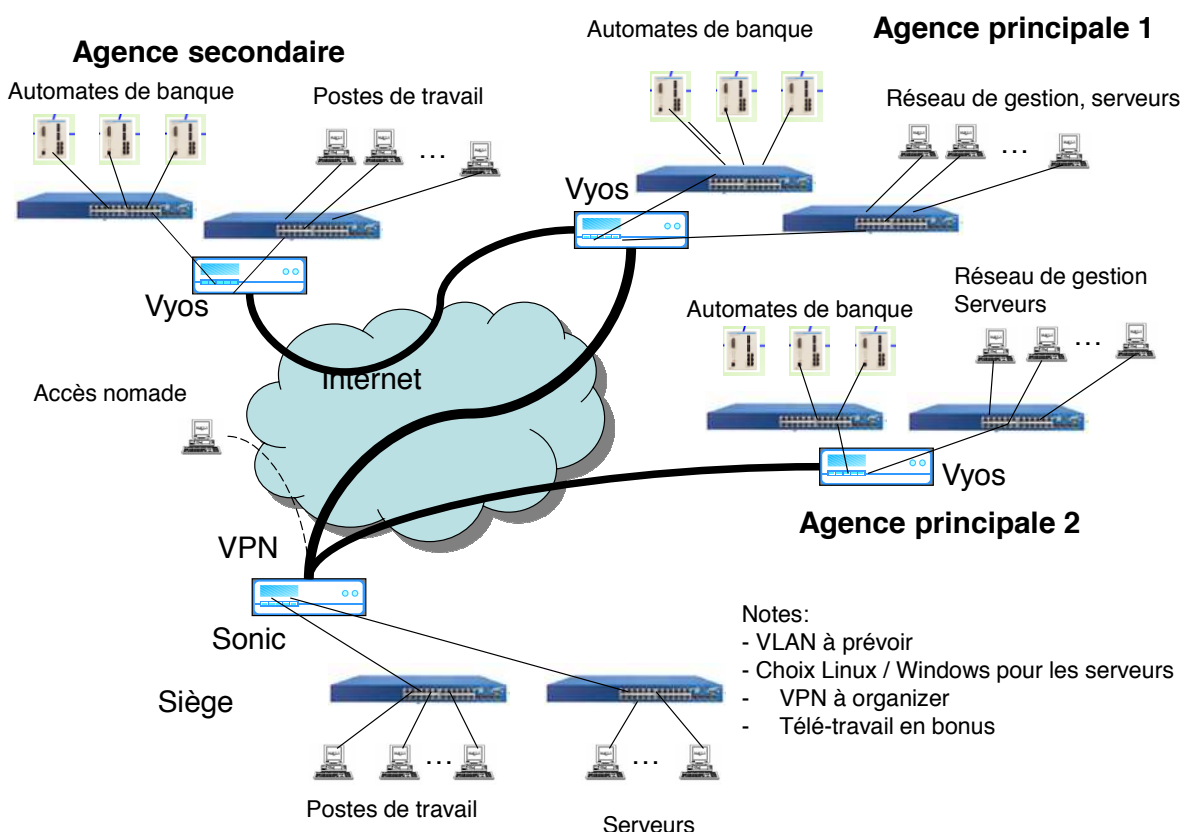 Agence secondaire
Automates de banque
Postes de travail
...
Vyos
Automates de banque
Agence principale 1
Réseau de gestion, serveurs
...
Vyos
Réseau de gestion
Serveurs
Automates de banque
...
Vyos
Agence principale 2
Internet
Accès nomade
VPN
Sonic
Siège
...
Postes de travail
...
Serveurs
Notes:
- VLAN à prévoir
- Choix Linux / Windows pour les serveurs
- VPN à organizer
- Télé-travail en bonus